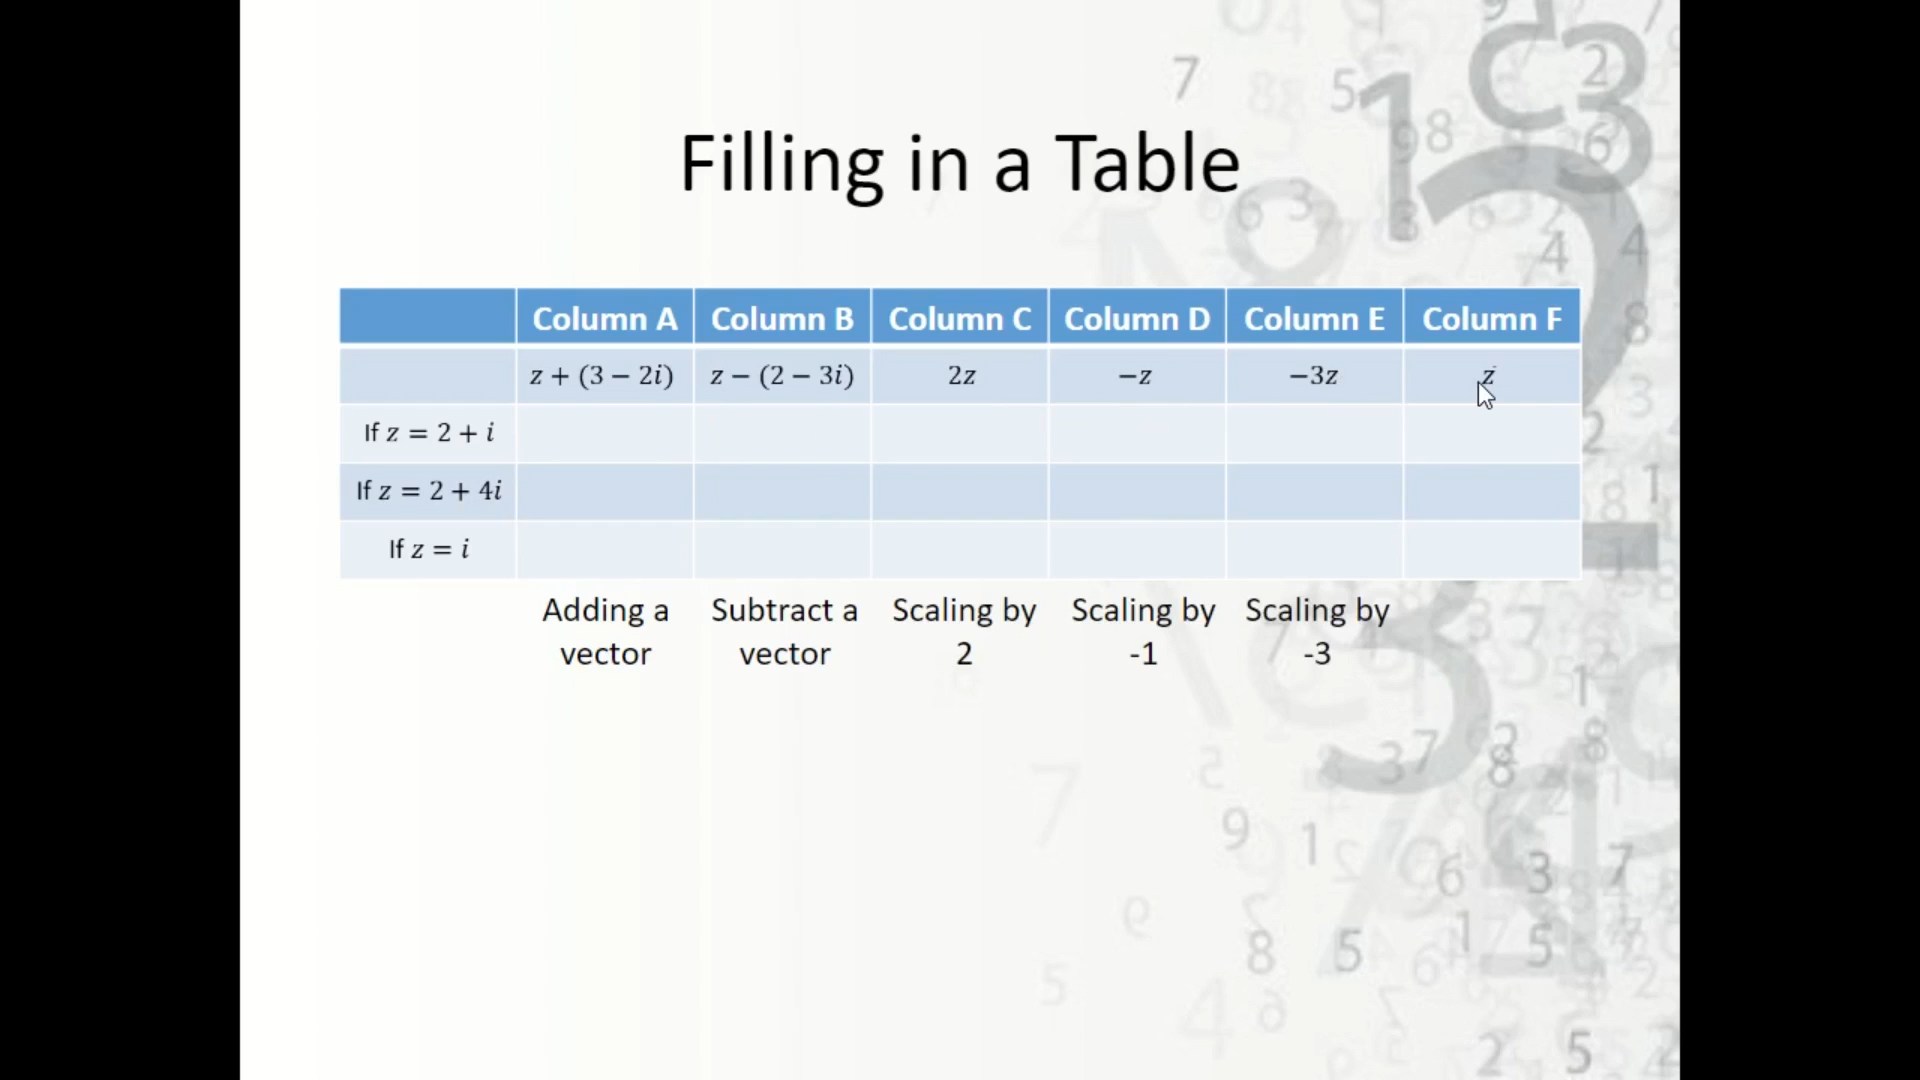 Filling in a Table
Column A Column B Column C Column D Column E Column F
z + (3 − 2i) z − (2 − 3i) 2z −z −3z z̄
If z = 2 + i
If z = 2 + 4i
If z = i
Adding a vector
Subtract a vector
Scaling by 2
Scaling by -1
Scaling by -3